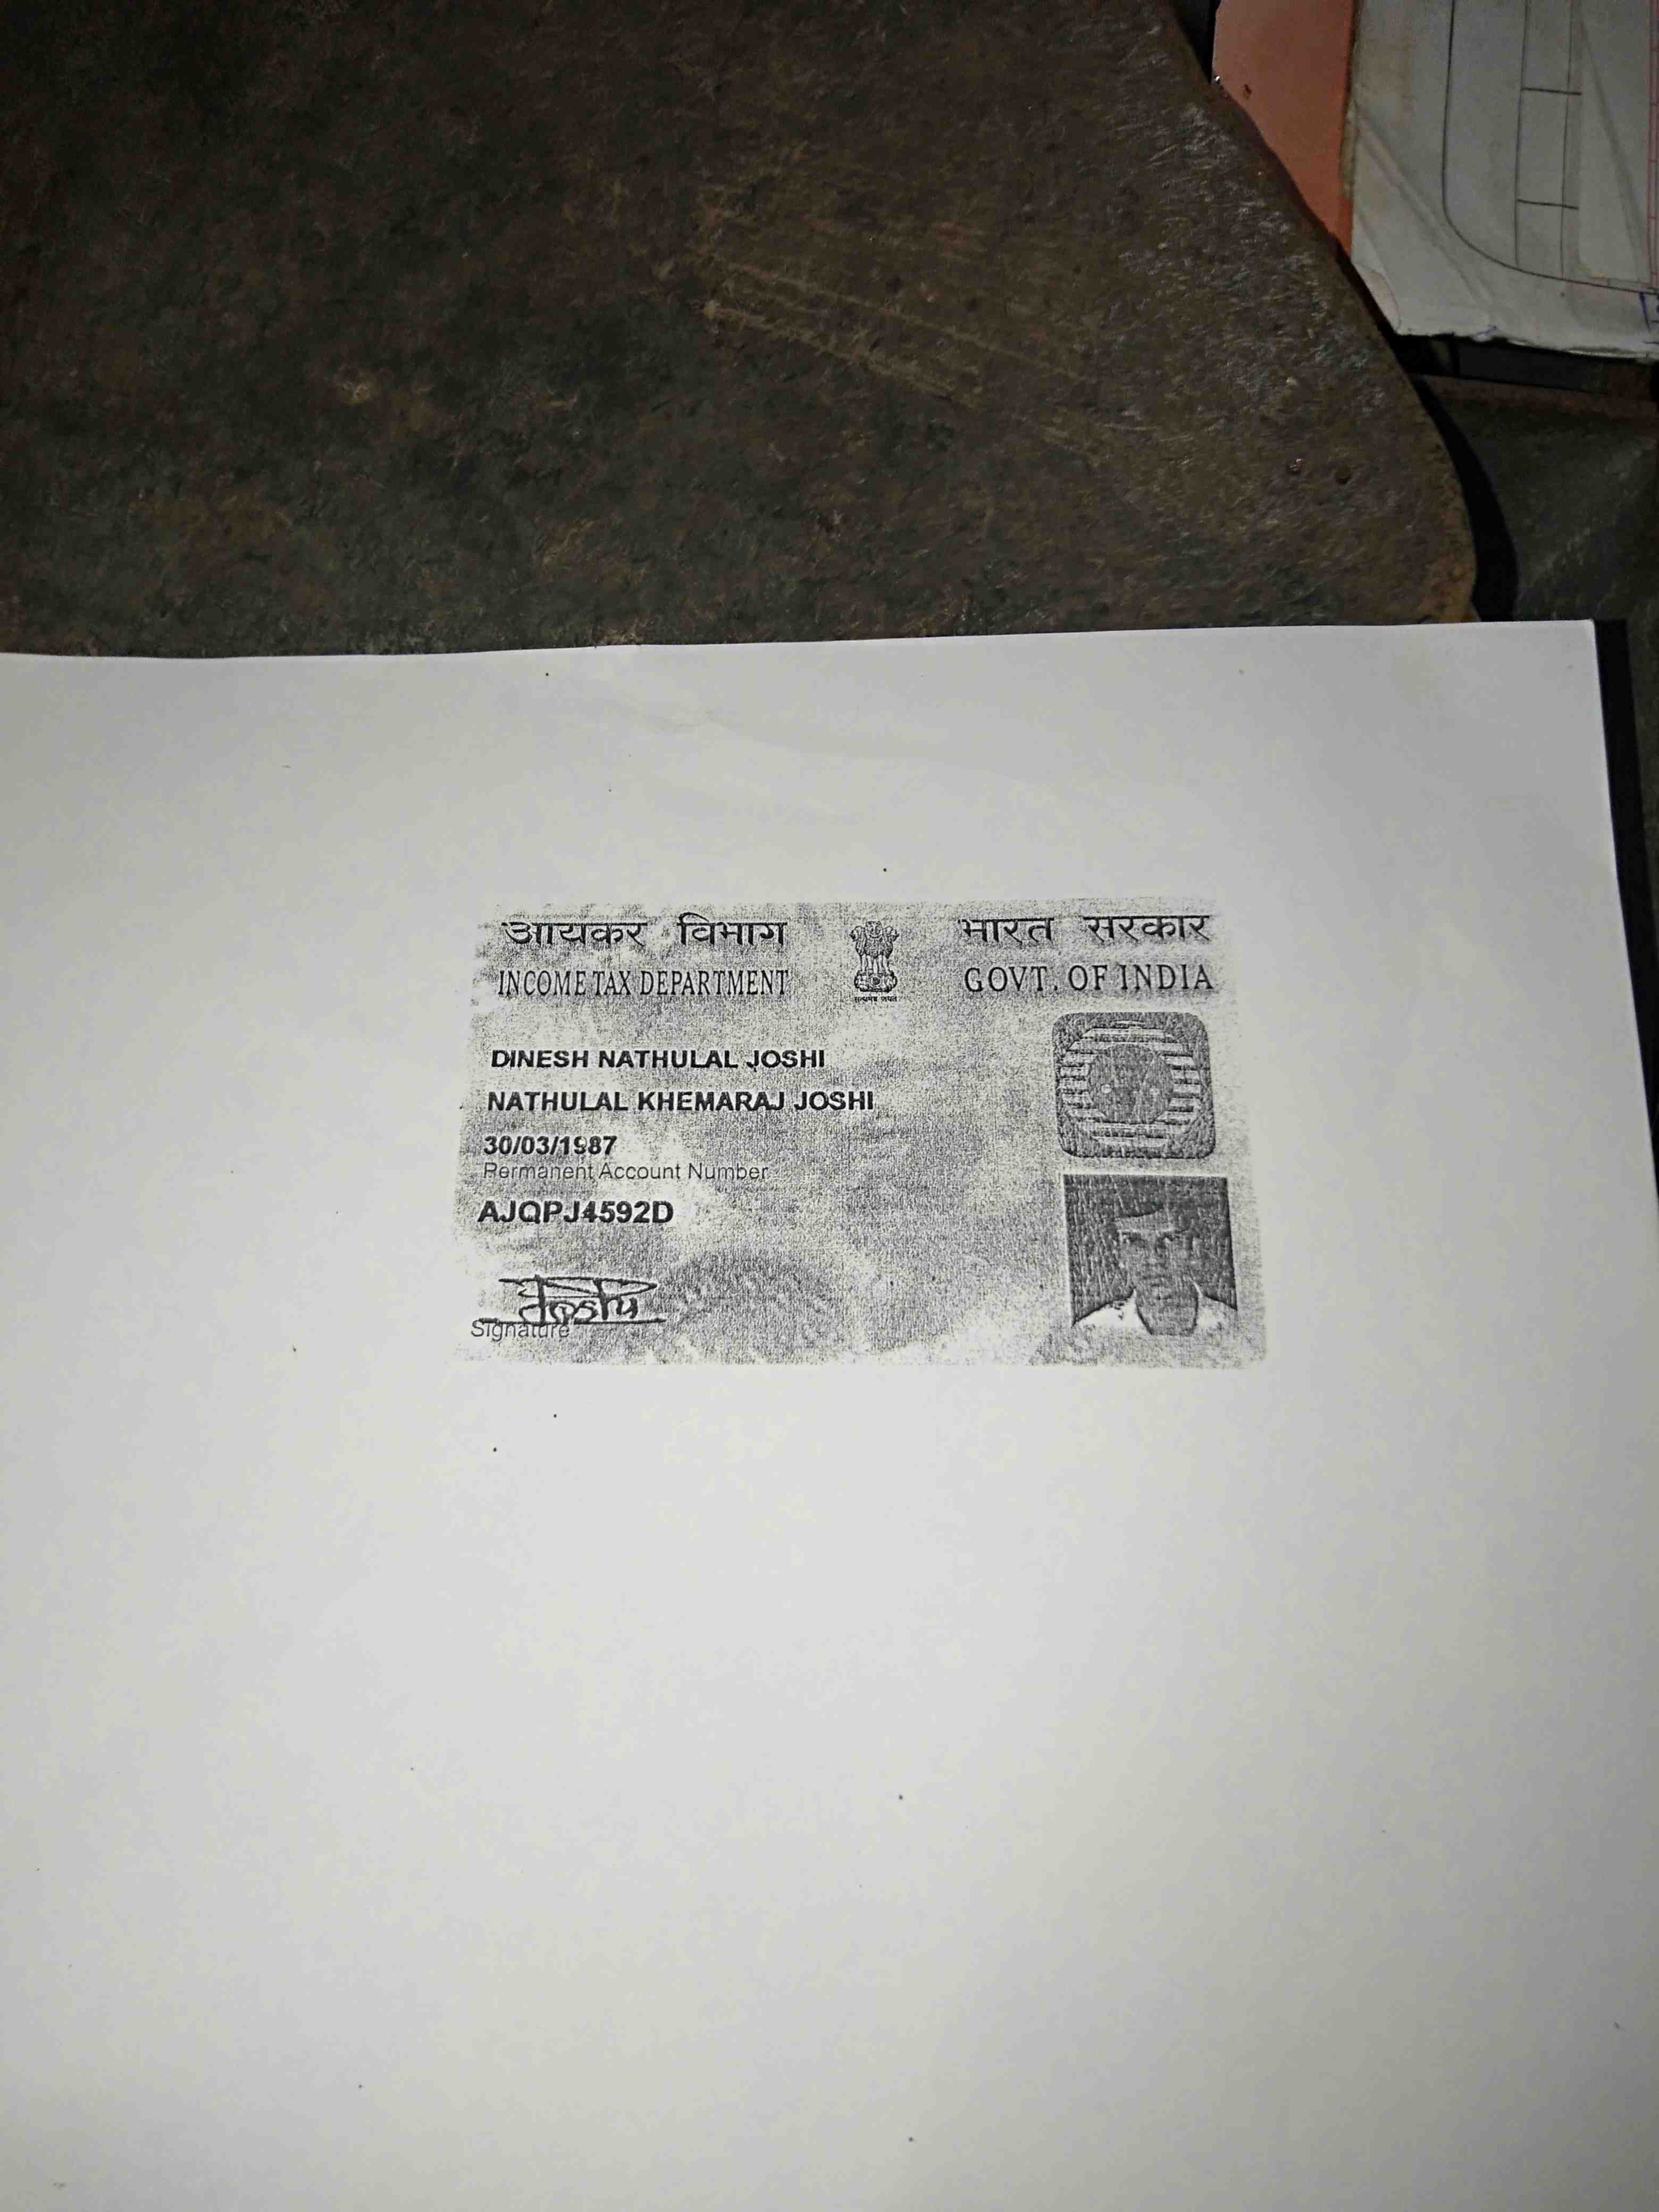 आयकर विभाग
INCOME TAX DEPARTMENT
सत्यमेव जयते
भारत सरकार
GOVT. OF INDIA
DINESH NATHULAL JOSHI
NATHULAL KHEMARAJ JOSHI
30/03/1987
Permanent Account Number
AJQPJ4592D
Joshi
Signature